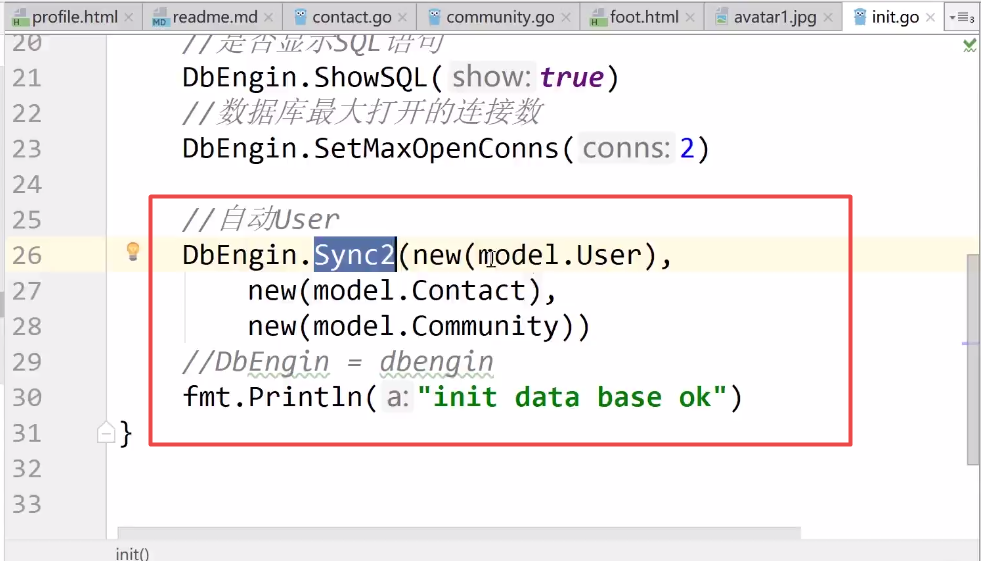 profile.html readme.md contact.go community.go foot.html avatar1.jpg init.go 3
20 //是否显示SQL语句
21 DbEngin.ShowSQL( show: true)
22 //数据库最大打开的连接数
23 DbEngin.SetMaxOpenConns( conns: 2)
24
25 //自动User
26 DbEngin.Sync2(new(model.User),
27 new(model.Contact),
28 new(model.Community))
29 //DbEngin = dbengin
30 fmt.Println( a: "init data base ok")
31 }
32
33
init()